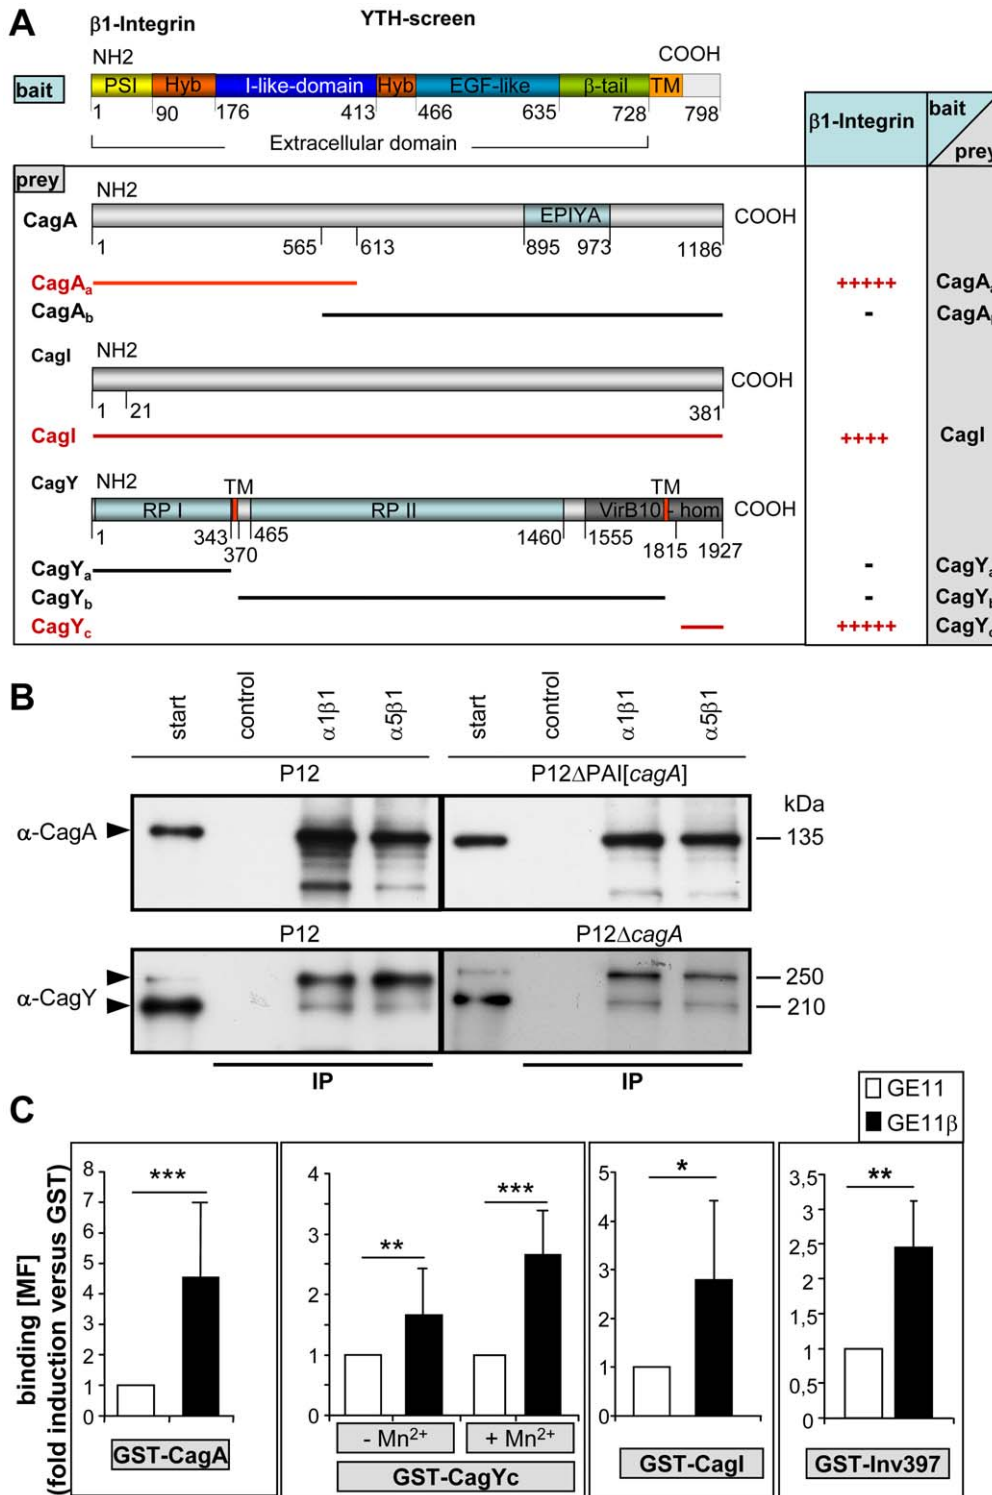 A
β1-Integrin
YTH-screen
NH2
COOH
bait
PSI Hyb I-like-domain Hyb EGF-like β-tail TM
1 90 176 413 466 635 728 798
Extracellular domain
β1-Integrin
bait
prey
prey
NH2
CagA
EPIYA
COOH
1 565 613 895 973 1186
CagAa +++++
CagAb - 
CagI
NH2
COOH
1 21 381
CagI ++++ CagI
CagY
NH2
TM
TM
RP I RP II VirB10 - hom
COOH
1 343 370 465 1460 1555 1815 1927
CagYa -
CagYb -
CagYc +++++
B
start control α1β1 α5β1 start control α1β1 α5β1
P12 P12ΔPAI[cagA]
kDa
α-CagA
135
P12 P12ΔcagA
α-CagY
250
210
IP IP
C
GE11
GE11β
binding [MF]
(fold induction versus GST)
8
7
6
5
4
3
2
1
0
***
GST-CagA
4
3
2
1
0
**
***
- Mn2+ + Mn2+
GST-CagYc
5
4
3
2
1
0
*
GST-CagI
3,5
3
2,5
2
1,5
1
0,5
0
**
GST-Inv397